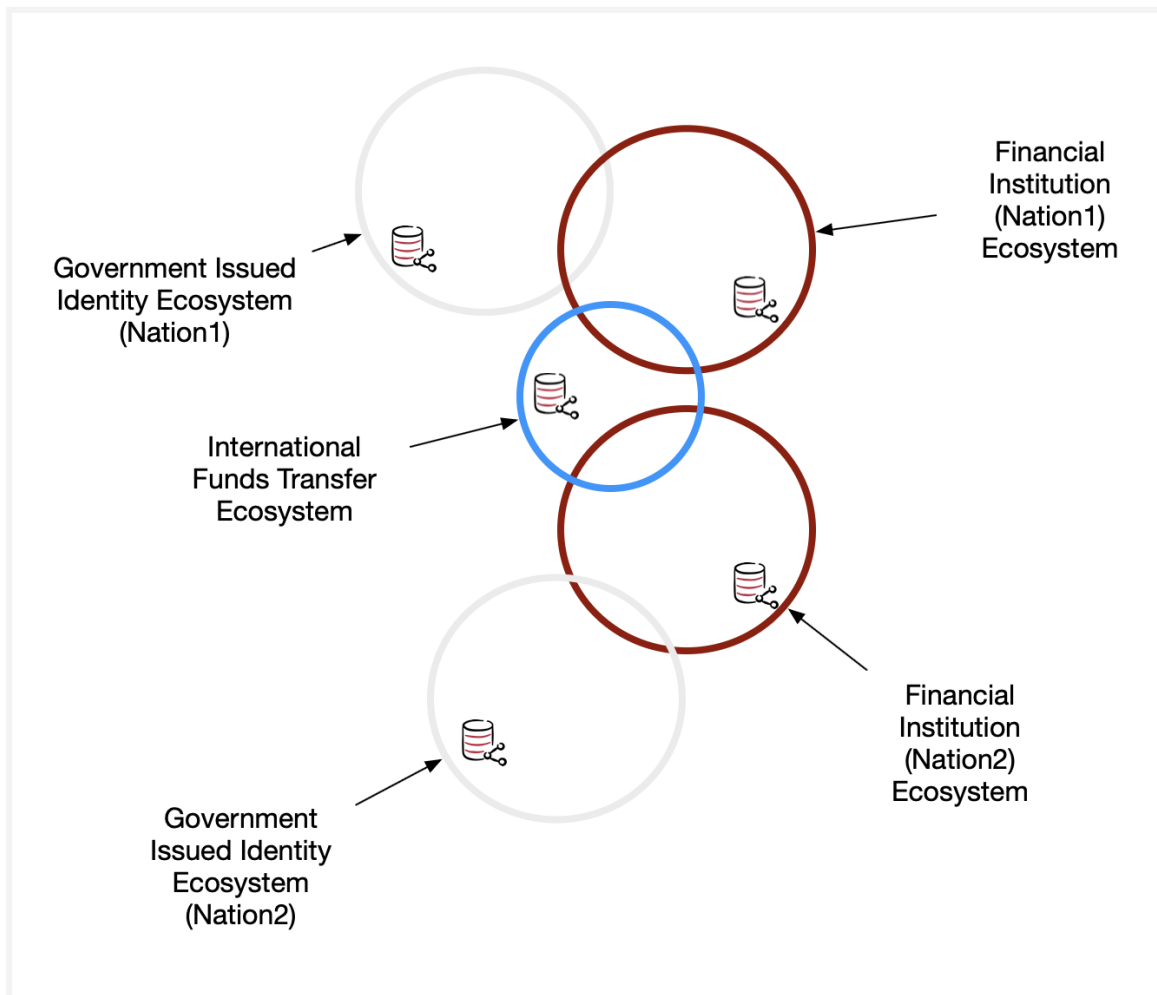 Financial
Institution
(Nation1)
Ecosystem
Government Issued
Identity Ecosystem
(Nation1)
International
Funds Transfer
Ecosystem
Financial
Institution
(Nation2)
Ecosystem
Government
Issued Identity
Ecosystem
(Nation2)